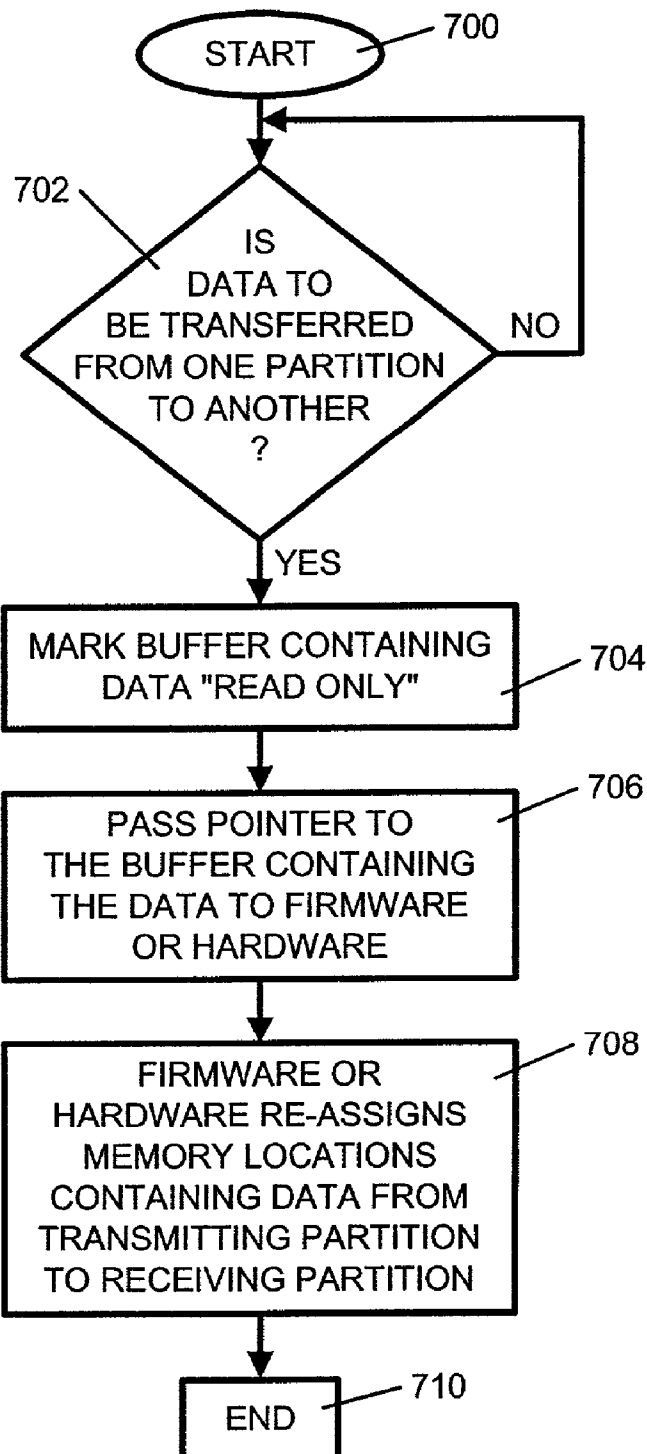 START
700
702
IS
DATA TO
BE TRANSFERRED
FROM ONE PARTITION
TO ANOTHER
?
NO
YES
MARK BUFFER CONTAINING
DATA "READ ONLY"
704
PASS POINTER TO
THE BUFFER CONTAINING
THE DATA TO FIRMWARE
OR HARDWARE
706
FIRMWARE OR
HARDWARE RE-ASSIGNS
MEMORY LOCATIONS
CONTAINING DATA FROM
TRANSMITTING PARTITION
TO RECEIVING PARTITION
708
END
710